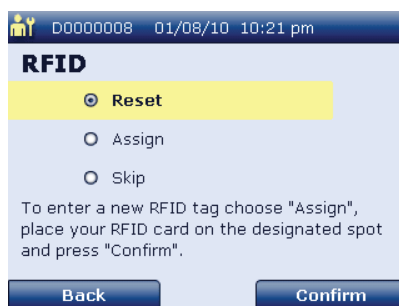 D0000008 01/08/10 10:21 pm
RFID
Reset
Assign
Skip
To enter a new RFID tag choose "Assign",
place your RFID card on the designated spot
and press "Confirm".
Back Confirm